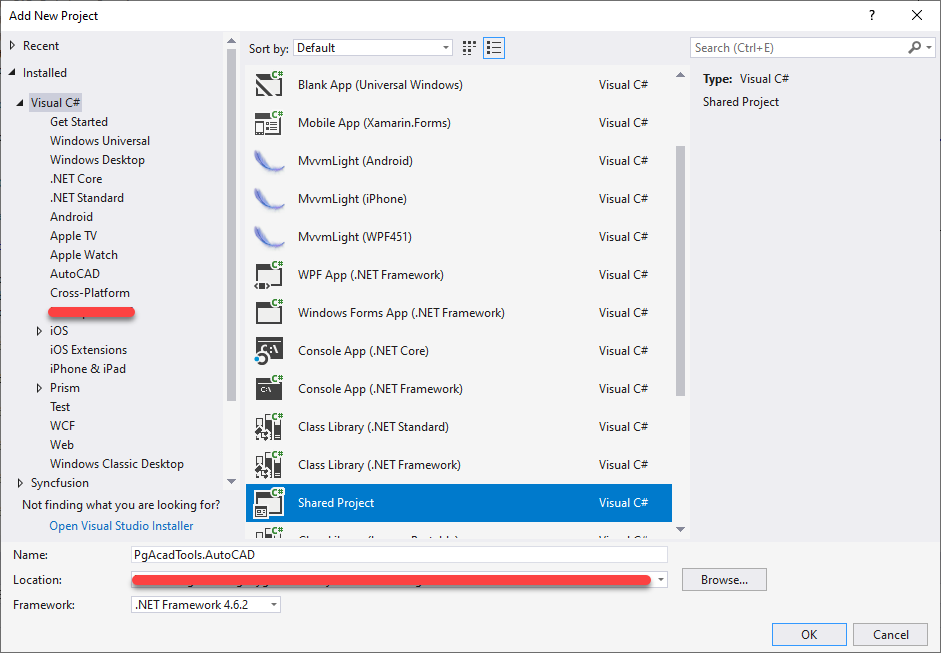 Add New Project
?
Recent
Installed
Visual C#
Get Started
Windows Universal
Windows Desktop
.NET Core
.NET Standard
Android
Apple TV
Apple Watch
AutoCAD
Cross-Platform
iOS
iOS Extensions
iPhone & iPad
Prism
Test
WCF
Web
Windows Classic Desktop
Syncfusion
Not finding what you are looking for?
Open Visual Studio Installer
Sort by: Default
Blank App (Universal Windows) Visual C#
Mobile App (Xamarin.Forms) Visual C#
MvvmLight (Android) Visual C#
MvvmLight (iPhone) Visual C#
MvvmLight (WPF451) Visual C#
WPF App (.NET Framework) Visual C#
Windows Forms App (.NET Framework) Visual C#
Console App (.NET Core) Visual C#
Console App (.NET Framework) Visual C#
Class Library (.NET Standard) Visual C#
Class Library (.NET Framework) Visual C#
Shared Project Visual C#
Search (Ctrl+E)
Type: Visual C#
Shared Project
Name: PgAcadTools.AutoCAD
Location:
Browse...
Framework: .NET Framework 4.6.2
OK Cancel